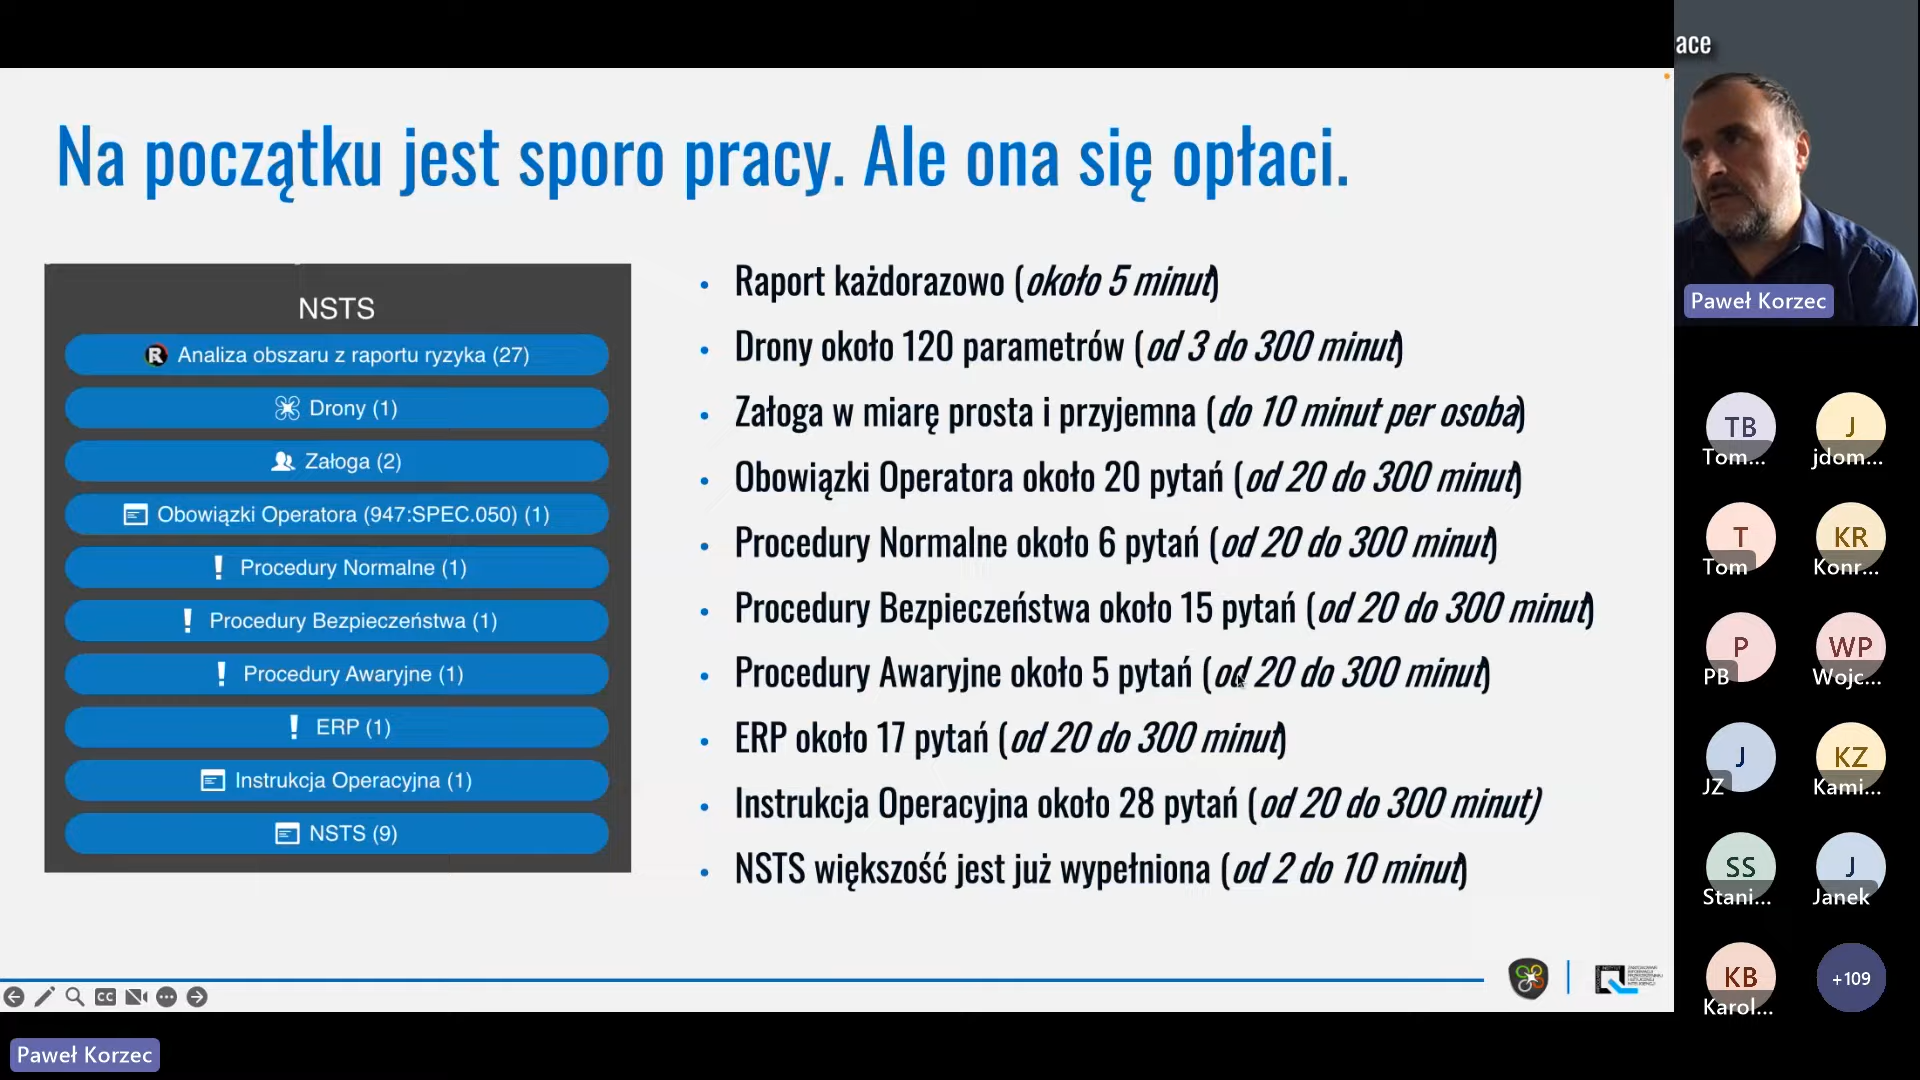 ace
Na początku jest sporo pracy. Ale ona się opłaci.
NSTS
Analiza obszaru z raportu ryzyka (27)
Drony (1)
Załoga (2)
Obowiązki Operatora (947:SPEC.050) (1)
Procedury Normalne (1)
Procedury Bezpieczeństwa (1)
Procedury Awaryjne (1)
ERP (1)
Instrukcja Operacyjna (1)
NSTS (9)
Raport każdorazowo (około 5 minut)
Drony około 120 parametrów (od 3 do 300 minut)
Załoga w miarę prosta i przyjemna (do 10 minut per osoba)
Obowiązki Operatora około 20 pytań (od 20 do 300 minut)
Procedury Normalne około 6 pytań (od 20 do 300 minut)
Procedury Bezpieczeństwa około 15 pytań (od 20 do 300 minut)
Procedury Awaryjne około 5 pytań (od 20 do 300 minut)
ERP około 17 pytań (od 20 do 300 minut)
Instrukcja Operacyjna około 28 pytań (od 20 do 300 minut)
NSTS większość jest już wypełniona (od 2 do 10 minut)
CC
Paweł Korzec
Paweł Korzec
TB
Tom...
J
jdom...
T
Tom
KR
Konr...
P
PB
WP
Wojc...
J
JZ
KZ
Kami...
SS
Stani...
J
Janek
KB
Karol...
+109